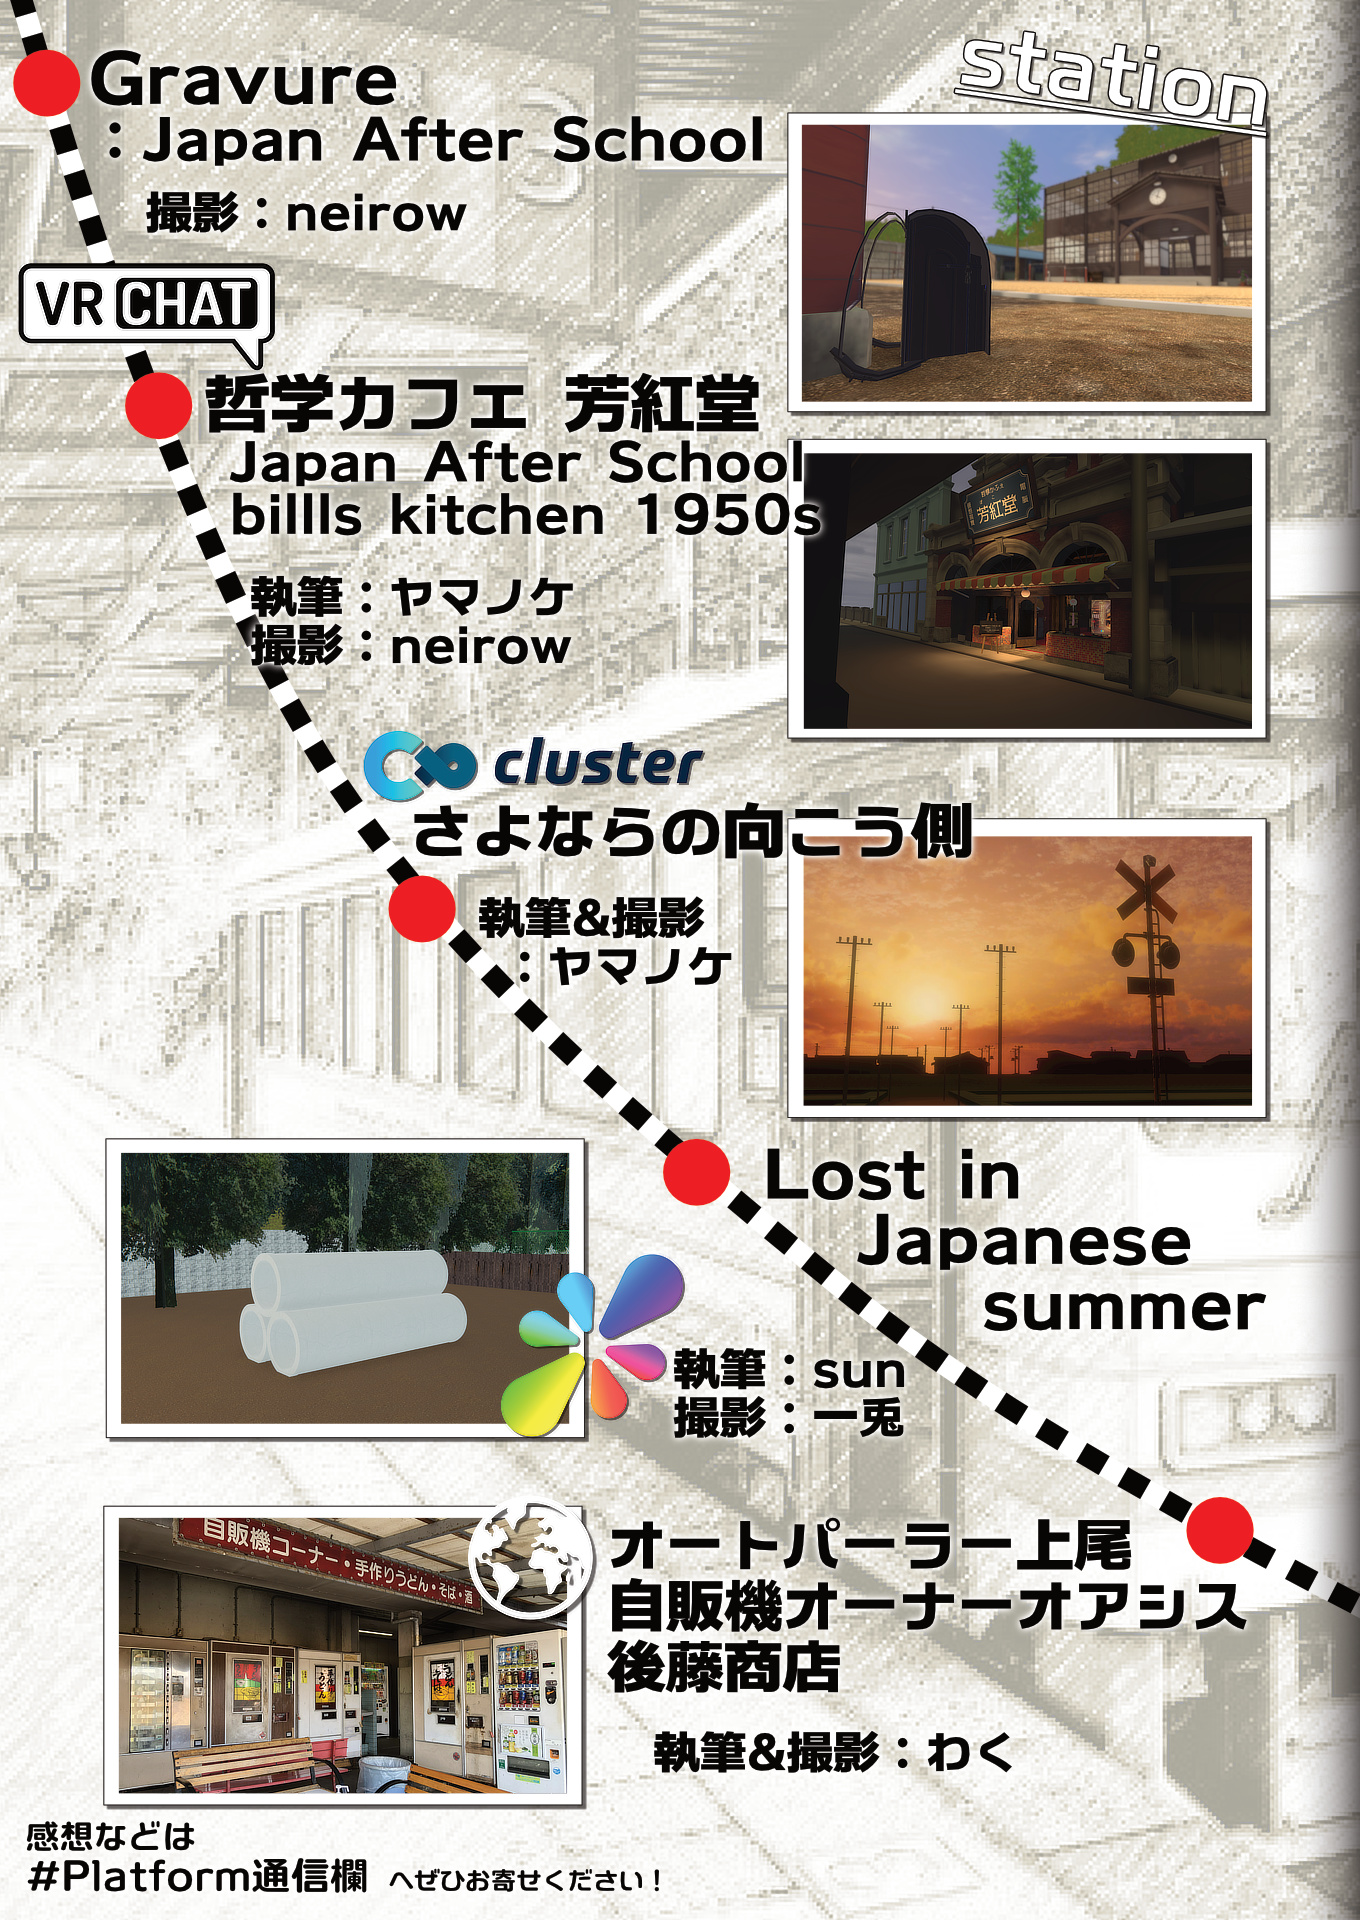 station
Gravure
：Japan After School
撮影：neirow
VRCHAT
哲学カフェ 芳紅堂
Japan After School
billls kitchen 1950s
執筆：ヤマノケ
撮影：neirow
芳紅堂
cluster
さよならの向こう側
執筆&撮影
：ヤマノケ
Lost in
Japanese
summer
執筆：sun
撮影：一兎
自販機コーナー・手作りうどん・そば・酒
オートパーラー上尾
自販機オーナーオアシス
後藤商店
執筆&撮影：わく
感想などは
#Platform通信欄 へぜひお寄せください！